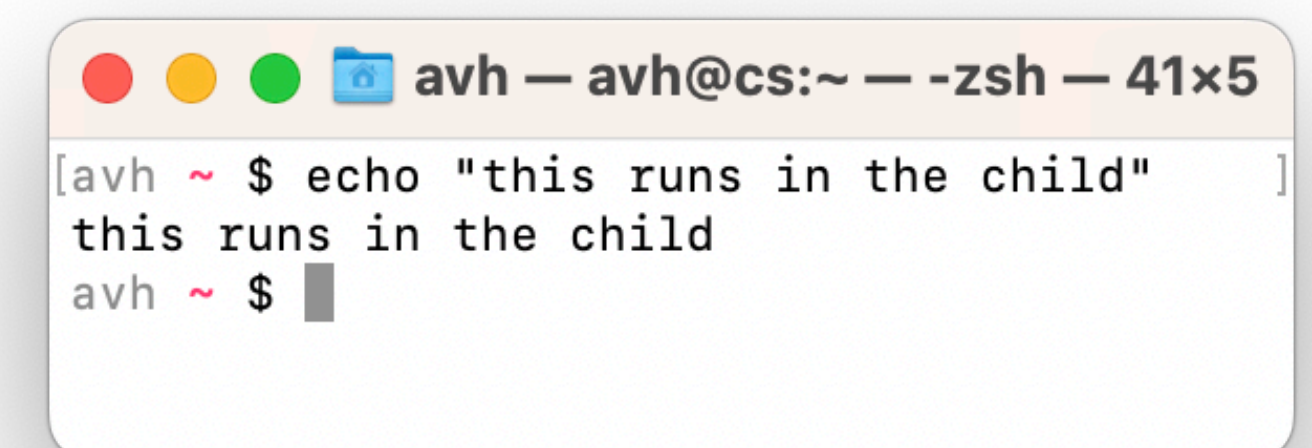 avh — avh@cs:~ — -zsh — 41×5
[avh ~ $ echo "this runs in the child" ]
this runs in the child
avh ~ $